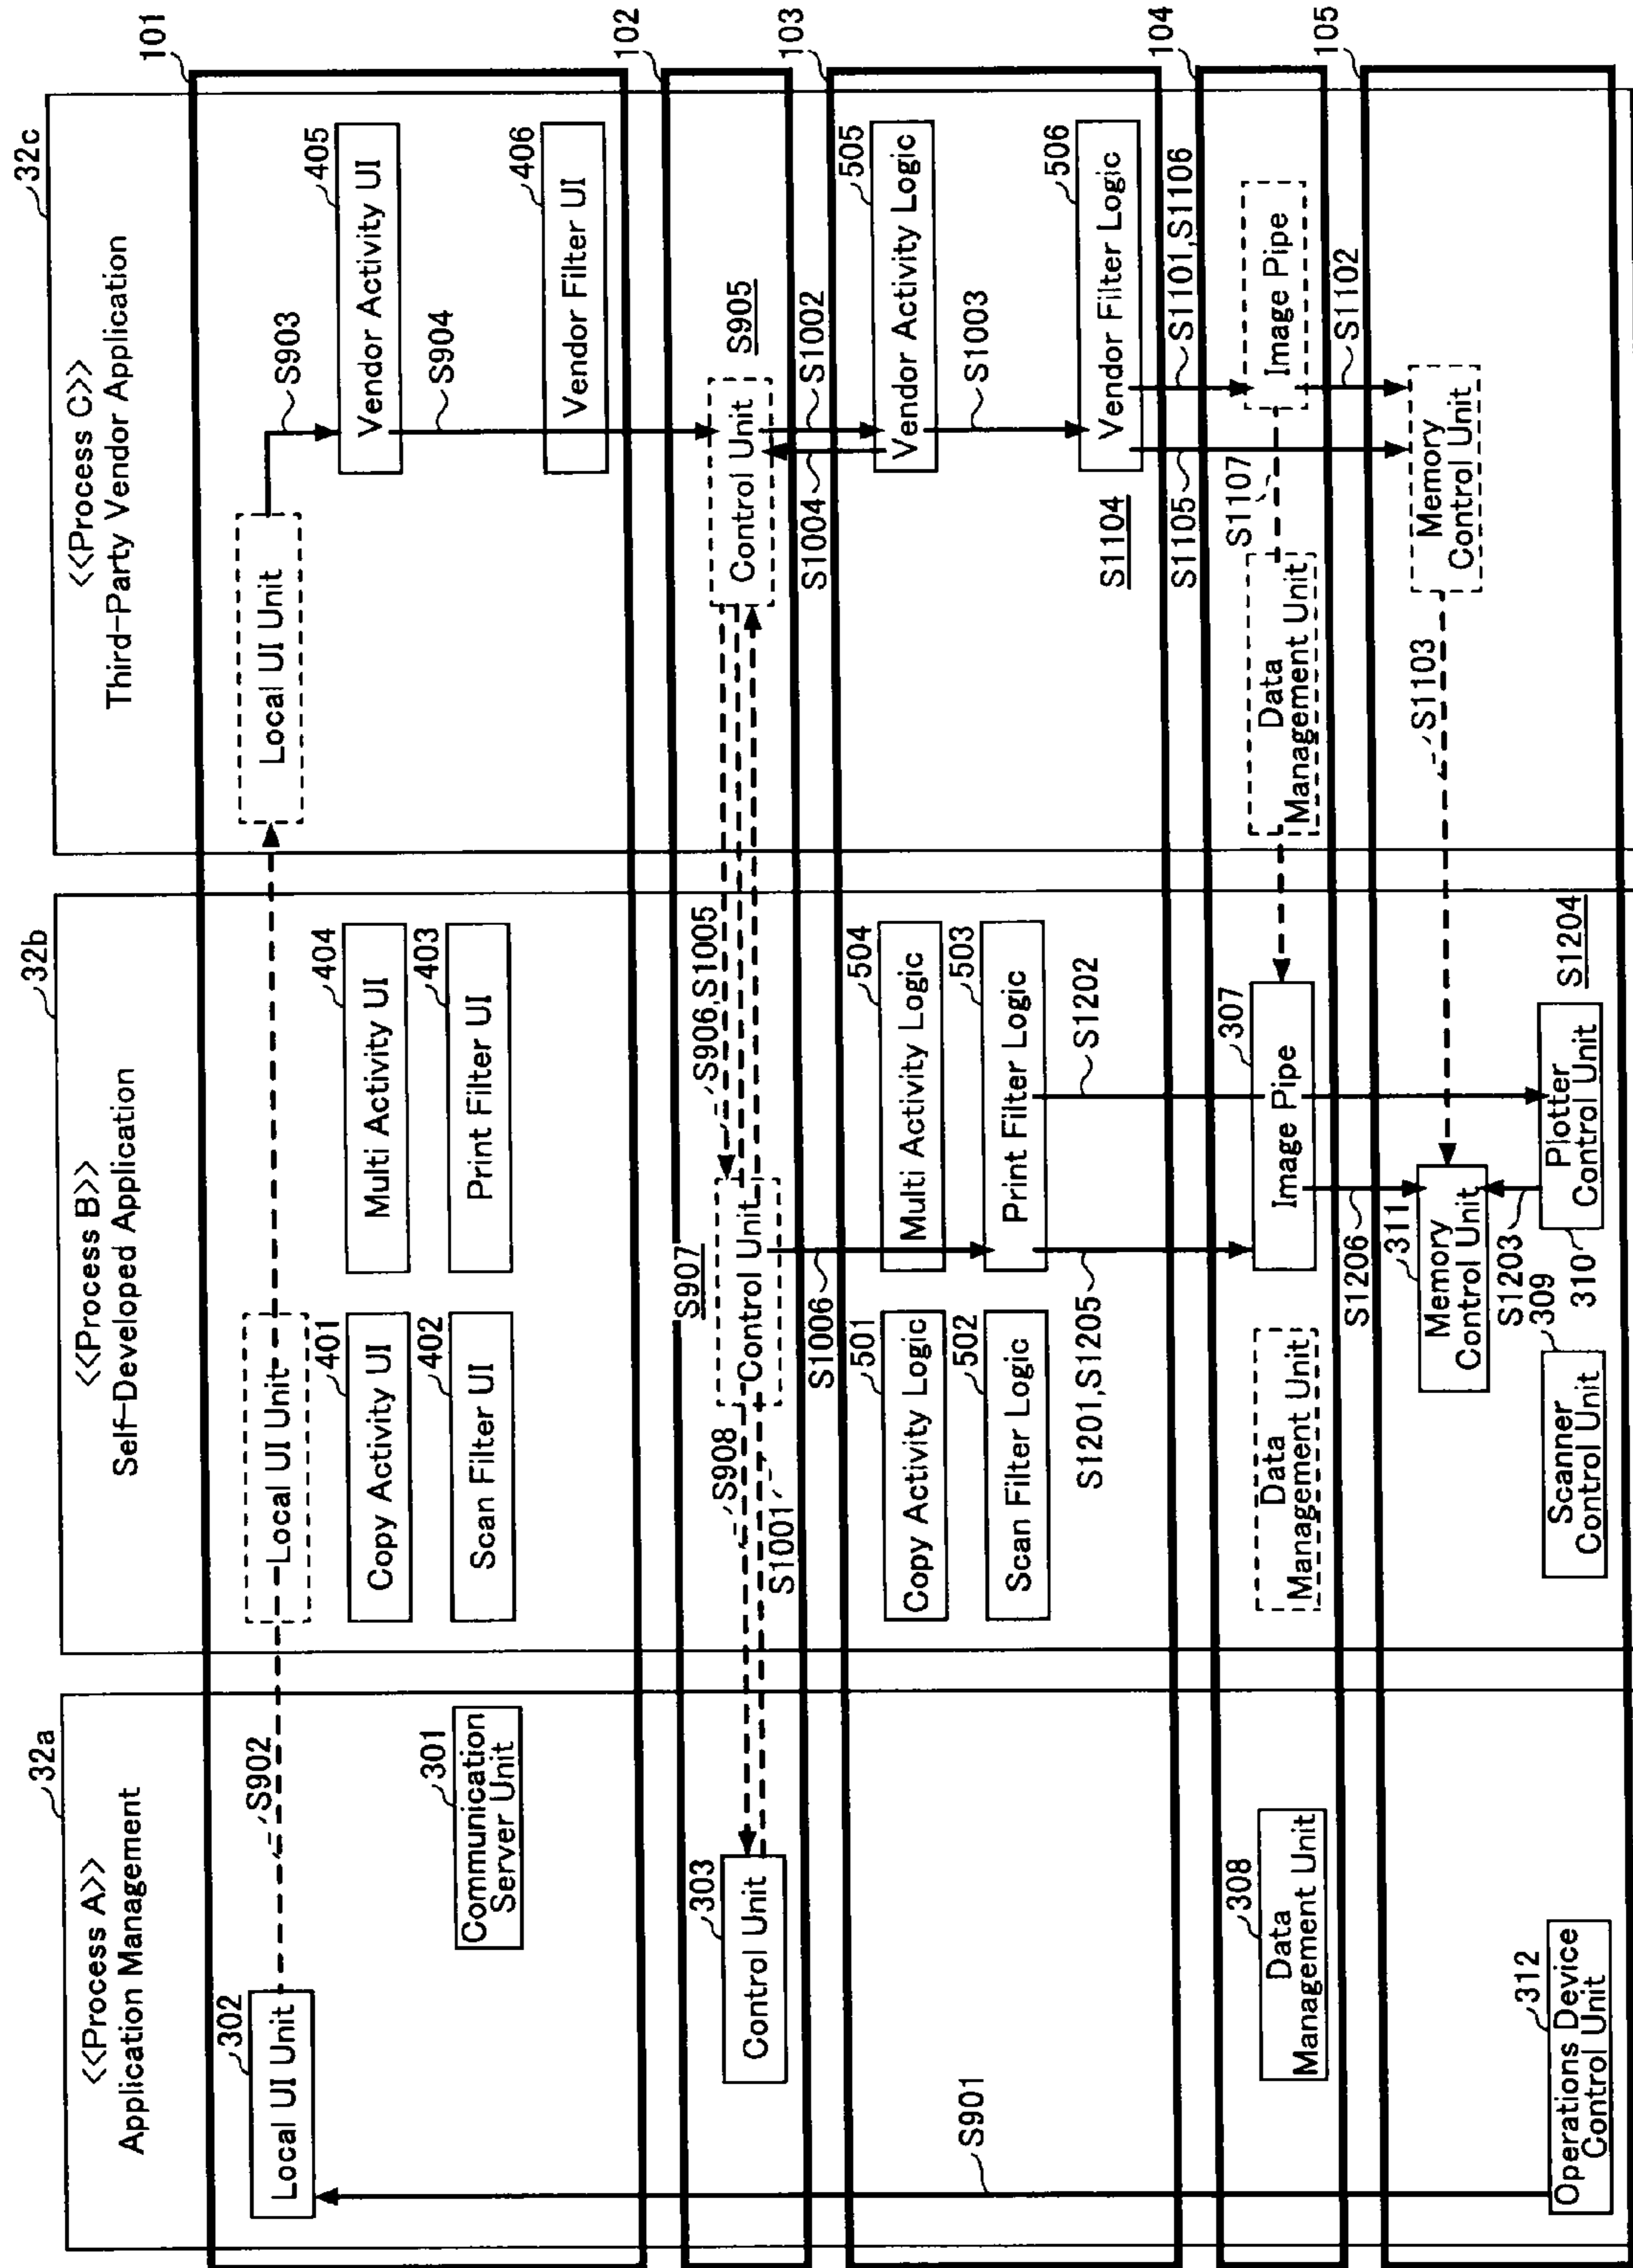 32a
<<Process A>>
Application Management
32b
<<Process B>>
Self-Developed Application
32c
<<Process C>>
Third-Party Vendor Application
101
302
Local UI Unit
S902
Local UI Unit
Local UI Unit
S903
401
Copy Activity UI
404
Multi Activity UI
405
Vendor Activity UI
301
Communication
Server Unit
402
Scan Filter UI
403
Print Filter UI
S904
406
Vendor Filter UI
102
S907
S906,S1005
S905
303
Control Unit
S908
Control Unit
Control Unit
S1001
S1006
S1004
S1002
103
501
Copy Activity Logic
504
Multi Activity Logic
505
Vendor Activity Logic
502
Scan Filter Logic
503
Print Filter Logic
S1003
506
Vendor Filter Logic
S901
S1201,S1205
S1202
S1104
S1105
S1101,S1106
104
308
Data
Management Unit
Data
Management Unit
307
Image Pipe
S1107
Data
Management Unit
Image Pipe
S1102
105
S1206
311
Memory
Control Unit
S1103
Memory
Control Unit
S1203
312
Operations Device
Control Unit
309
Scanner
Control Unit
310
Plotter
Control Unit
S1204